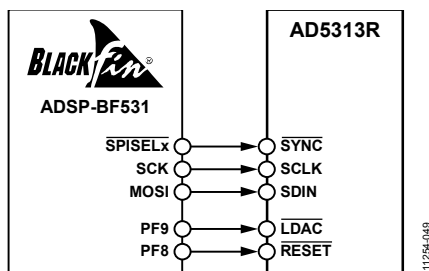 AD5313R
BLACKfin®
ADSP-BF531
SPISELx SYNC
SCK SCLK
MOSI SDIN
PF9 LDAC
PF8 RESET
11254-049